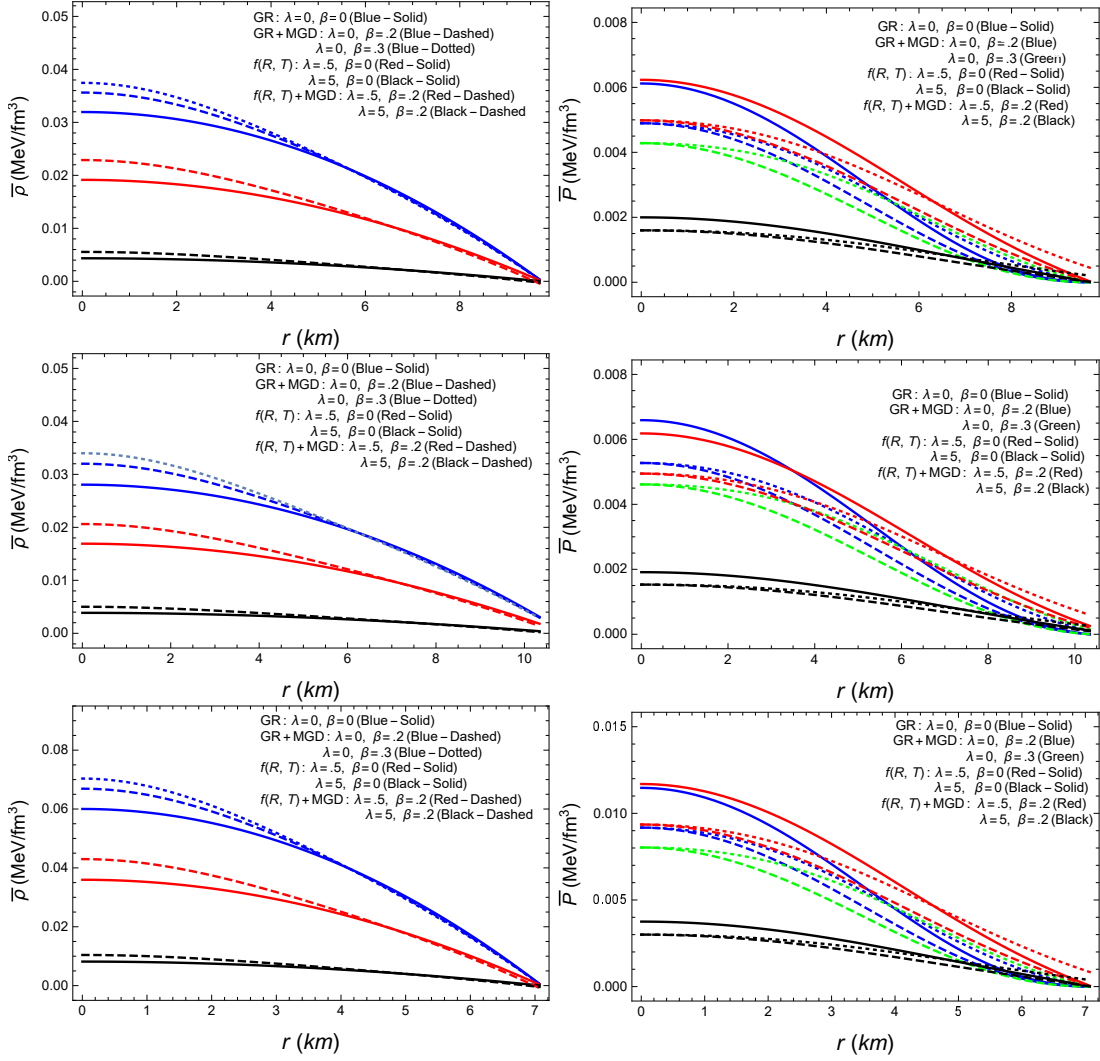 GR: λ=0, β=0(Blue−Solid)
GR+MGD: λ=0, β=.2(Blue−Dashed)
λ=0, β=.3(Blue−Dotted)
f(R, T): λ=.5, β=0(Red−Solid)
λ=5, β=0(Black−Solid)
f(R, T)+MGD: λ=.5, β=.2(Red−Dashed)
λ=5, β=.2(Black−Dashed
0.05
0.04
0.03
0.02
0.01
0.00
ρ̅ (MeV/fm³)
0 2 4 6 8
r (km)
GR: λ=0, β=0(Blue−Solid)
GR+MGD: λ=0, β=.2(Blue)
λ=0, β=.3(Green)
f(R, T): λ=.5, β=0(Red−Solid)
λ=5, β=0(Black−Solid)
f(R, T)+MGD: λ=.5, β=.2(Red)
λ=5, β=.2(Black)
0.008
0.006
0.004
0.002
0.000
P̅ (MeV/fm³)
0 2 4 6 8
r (km)
GR: λ=0, β=0(Blue−Solid)
GR+MGD: λ=0, β=.2(Blue−Dashed)
λ=0, β=.3(Blue−Dotted)
f(R, T): λ=.5, β=0(Red−Solid)
λ=5, β=0(Black−Solid)
f(R, T)+MGD: λ=.5, β=.2(Red−Dashed)
λ=5, β=.2(Black−Dashed)
0.05
0.04
0.03
0.02
0.01
0.00
ρ̅ (MeV/fm³)
0 2 4 6 8 10
r (km)
GR: λ=0, β=0(Blue−Solid)
GR+MGD: λ=0, β=.2(Blue)
λ=0, β=.3(Green)
f(R, T): λ=.5, β=0(Red−Solid)
λ=5, β=0(Black−Solid)
f(R, T)+MGD: λ=.5, β=.2(Red)
λ=5, β=.2(Black)
0.008
0.006
0.004
0.002
0.000
P̅ (MeV/fm³)
0 2 4 6 8 10
r (km)
GR: λ=0, β=0(Blue−Solid)
GR+MGD: λ=0, β=.2(Blue−Dashed)
λ=0, β=.3(Blue−Dotted)
f(R, T): λ=.5, β=0(Red−Solid)
λ=5, β=0(Black−Solid)
f(R, T)+MGD: λ=.5, β=.2(Red−Dashed)
λ=5, β=.2(Black−Dashed
0.08
0.06
0.04
0.02
0.00
ρ̅ (MeV/fm³)
0 1 2 3 4 5 6 7
r (km)
GR: λ=0, β=0(Blue−Solid)
GR+MGD: λ=0, β=.2(Blue)
λ=0, β=.3(Green)
f(R, T): λ=.5, β=0(Red−Solid)
λ=5, β=0(Black−Solid)
f(R, T)+MGD: λ=.5, β=.2(Red)
λ=5, β=.2(Black)
0.015
0.010
0.005
0.000
P̅ (MeV/fm³)
0 1 2 3 4 5 6 7
r (km)